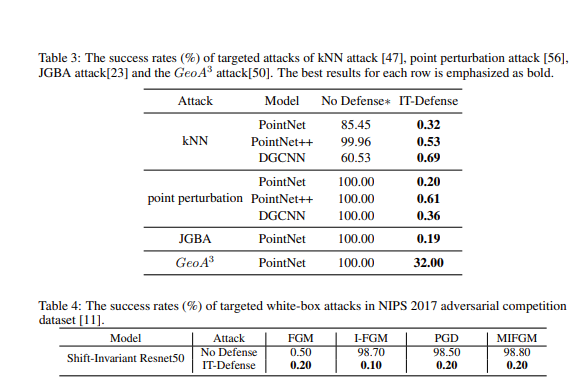 Table 3: The success rates (%) of targeted attacks of kNN attack [47], point perturbation attack [56],
JGBA attack[23] and the GeoA³ attack[50]. The best results for each row is emphasized as bold.
Attack Model No Defense* IT-Defense
PointNet 85.45 0.32
kNN PointNet++ 99.96 0.53
DGCNN 60.53 0.69
PointNet 100.00 0.20
point perturbation PointNet++ 100.00 0.61
DGCNN 100.00 0.36
JGBA PointNet 100.00 0.19
GeoA³ PointNet 100.00 32.00
Table 4: The success rates (%) of targeted white-box attacks in NIPS 2017 adversarial competition
dataset [11].
Model Attack FGM I-FGM PGD MIFGM
Shift-Invariant Resnet50 No Defense 0.50 98.70 98.50 98.80
IT-Defense 0.20 0.10 0.20 0.20